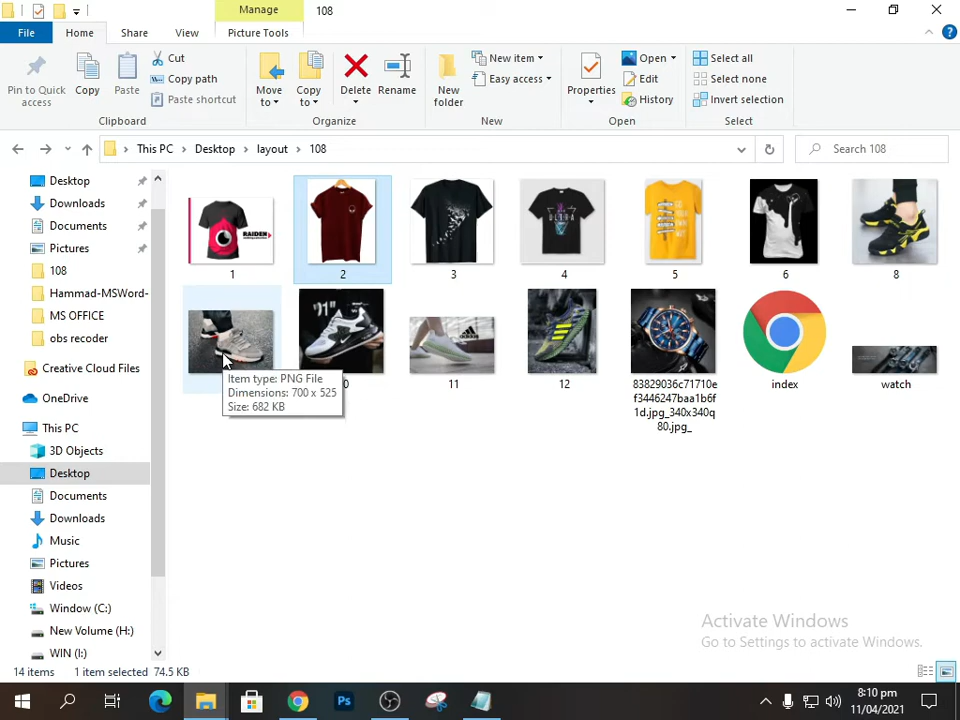 Manage
108
File
Home
Share
View
Picture Tools
Pin to Quick access
Copy
Paste
Cut
Copy path
Paste shortcut
Clipboard
Move to
Copy to
Delete
Rename
Organize
New folder
New item
Easy access
New
Properties
Open
Edit
History
Open
Select all
Select none
Invert selection
Select
This PC
Desktop
layout
108
Search 108
Desktop
Downloads
Documents
Pictures
108
Hammad-MSWord-
MS OFFICE
obs recorder
Creative Cloud Files
OneDrive
This PC
3D Objects
Desktop
Documents
Downloads
Music
Pictures
Videos
Window (C:)
New Volume (H:)
WIN (I:)
RAIDEN
ULTRA
1
2
3
4
5
6
8
11
12
83829036c71710e
f3446247baa1b6f
1d.jpg_340x340q
80.jpg_
index
watch
Item type: PNG File
Dimensions: 700 x 525
Size: 682 KB
Activate Windows
Go to Settings to activate Windows.
14 items
1 item selected
74.5 KB
Ps
8:10 pm
11/04/2021